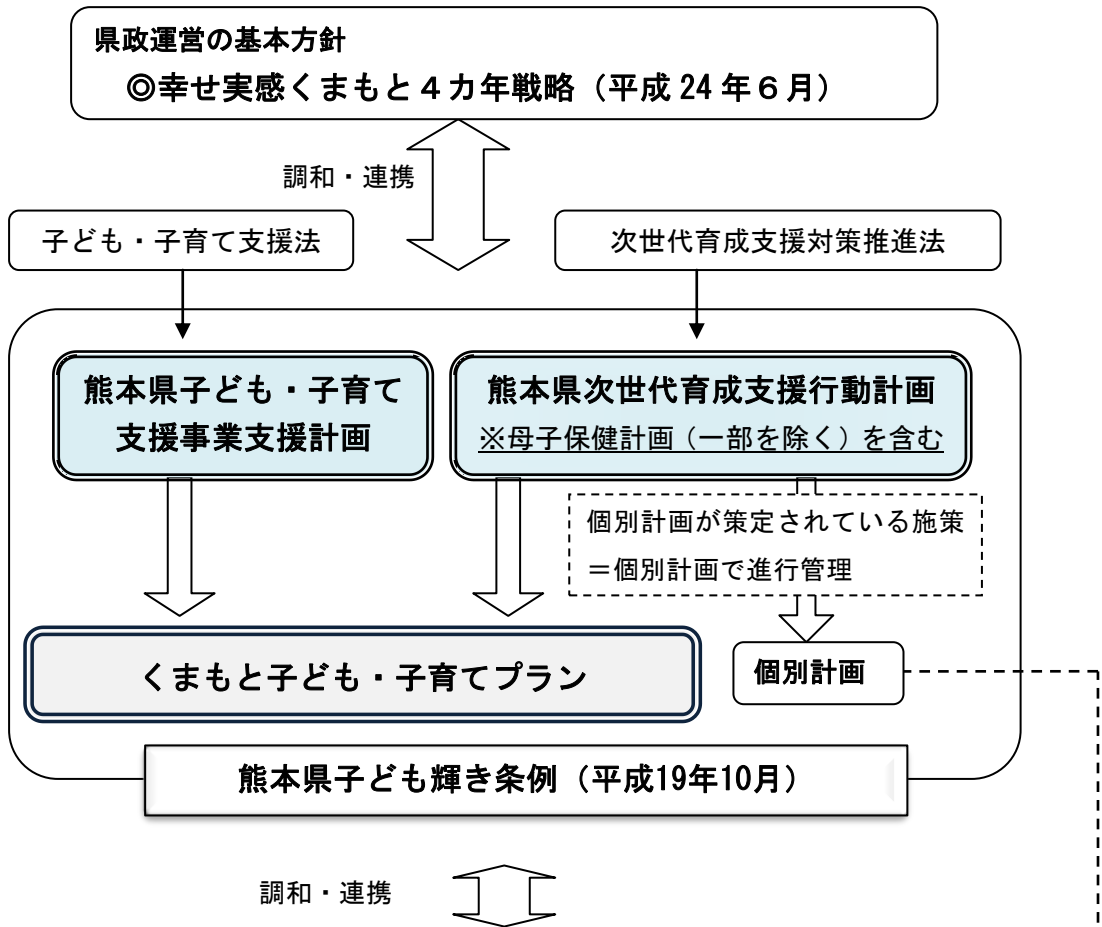 県政運営の基本方針
◎幸せ実感くまもと４カ年戦略（平成 24 年６月）
調和・連携
子ども・子育て支援法
次世代育成支援対策推進法
熊本県子ども・子育て
支援事業支援計画
熊本県次世代育成支援行動計画
※母子保健計画（一部を除く）を含む
個別計画が策定されている施策
＝個別計画で進行管理
くまもと子ども・子育てプラン
個別計画
熊本県子ども輝き条例（平成19年10月）
調和・連携